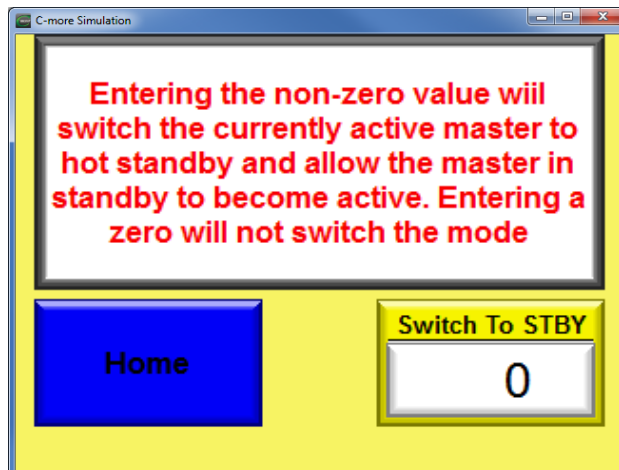 C-more Simulation
Entering the non-zero value wiil
switch the currently active master to
hot standby and allow the master in
standby to become active. Entering a
zero will not switch the mode
Home
Switch To STBY
0